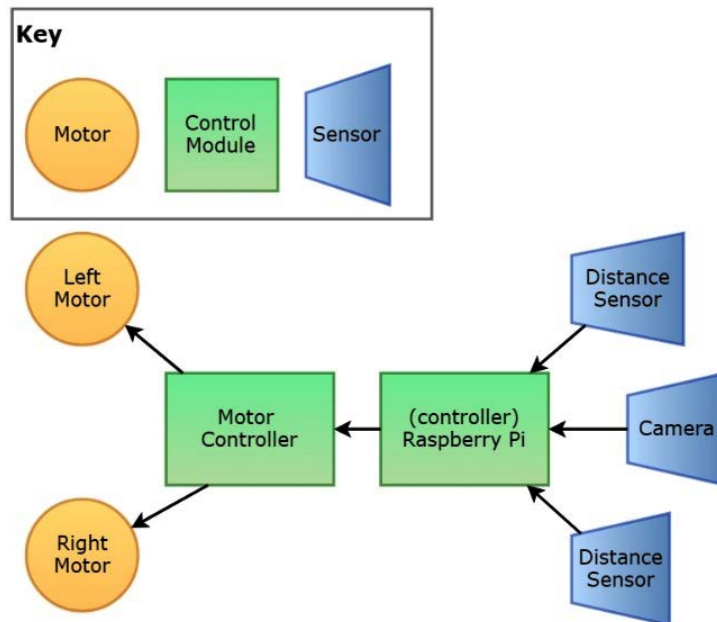 Key
Motor
Control
Module
Sensor
Left
Motor
Distance
Sensor
Motor
Controller
(controller)
Raspberry Pi
Camera
Right
Motor
Distance
Sensor